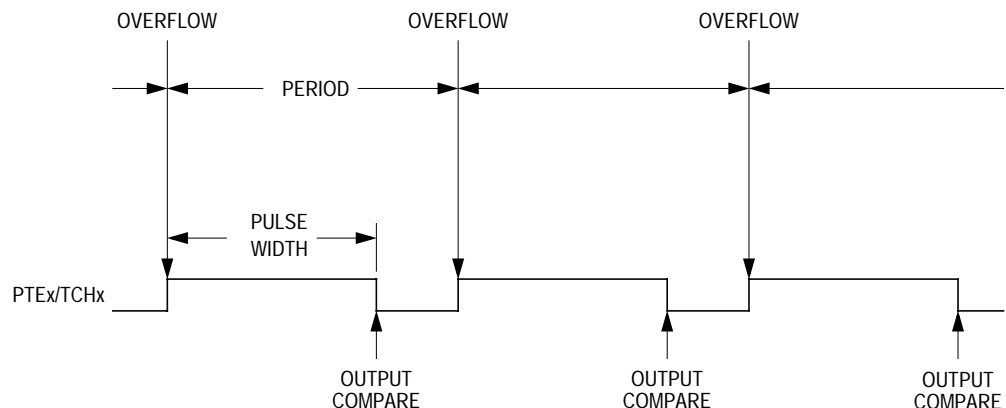 OVERFLOW
OVERFLOW
OVERFLOW
PERIOD
PULSE
WIDTH
PTEx/TCHx
OUTPUT
COMPARE
OUTPUT
COMPARE
OUTPUT
COMPARE